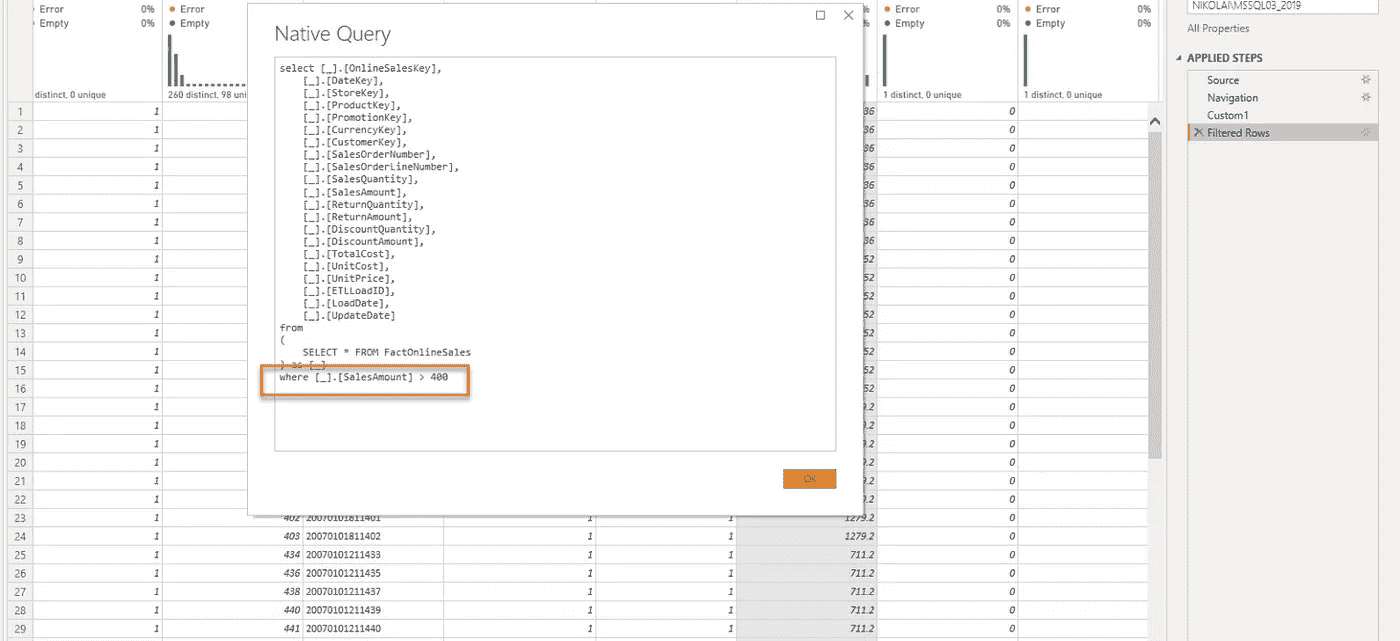 Error 0%
Empty 0%
distinct, 0 unique
Error
Empty
260 distinct, 98 uni
Error 0%
Empty 0%
1 distinct, 0 unique
Error 0%
Empty 0%
1 distinct, 0 unique
Native Query
select [_].[OnlineSalesKey],
[_].[DateKey],
[_].[StoreKey],
[_].[ProductKey],
[_].[PromotionKey],
[_].[CurrencyKey],
[_].[CustomerKey],
[_].[SalesOrderNumber],
[_].[SalesOrderLineNumber],
[_].[SalesQuantity],
[_].[SalesAmount],
[_].[ReturnQuantity],
[_].[ReturnAmount],
[_].[DiscountQuantity],
[_].[DiscountAmount],
[_].[TotalCost],
[_].[UnitCost],
[_].[UnitPrice],
[_].[ETLLoadID],
[_].[LoadDate],
[_].[UpdateDate]
from
(
SELECT * FROM FactOnlineSales
) as [_]
where [_].[SalesAmount] > 400
OK
1 1 36 0
2 1 36 0
3 1 36 0
4 1 36 0
5 1 36 0
6 1 36 0
7 1 36 0
8 1 36 0
9 1 52 0
10 1 52 0
11 1 52 0
12 1 52 0
13 1 52 0
14 1 52 0
15 1 52 0
16 1 52 0
17 1 9.2 0
18 1 9.2 0
19 1 9.2 0
20 1 9.2 0
21 1 9.2 0
22 1 9.2 0
23 1 402 20070101811401 1 1 1279.2 0
24 1 403 20070101811402 1 1 1279.2 0
25 1 434 20070101211433 1 1 711.2 0
26 1 436 20070101211435 1 1 711.2 0
27 1 438 20070101211437 1 1 711.2 0
28 1 440 20070101211439 1 1 711.2 0
29 1 441 20070101211440 1 1 711.2 0
NIKOLAI\MSSQL03_2019
All Properties
APPLIED STEPS
Source
Navigation
Custom1
Filtered Rows